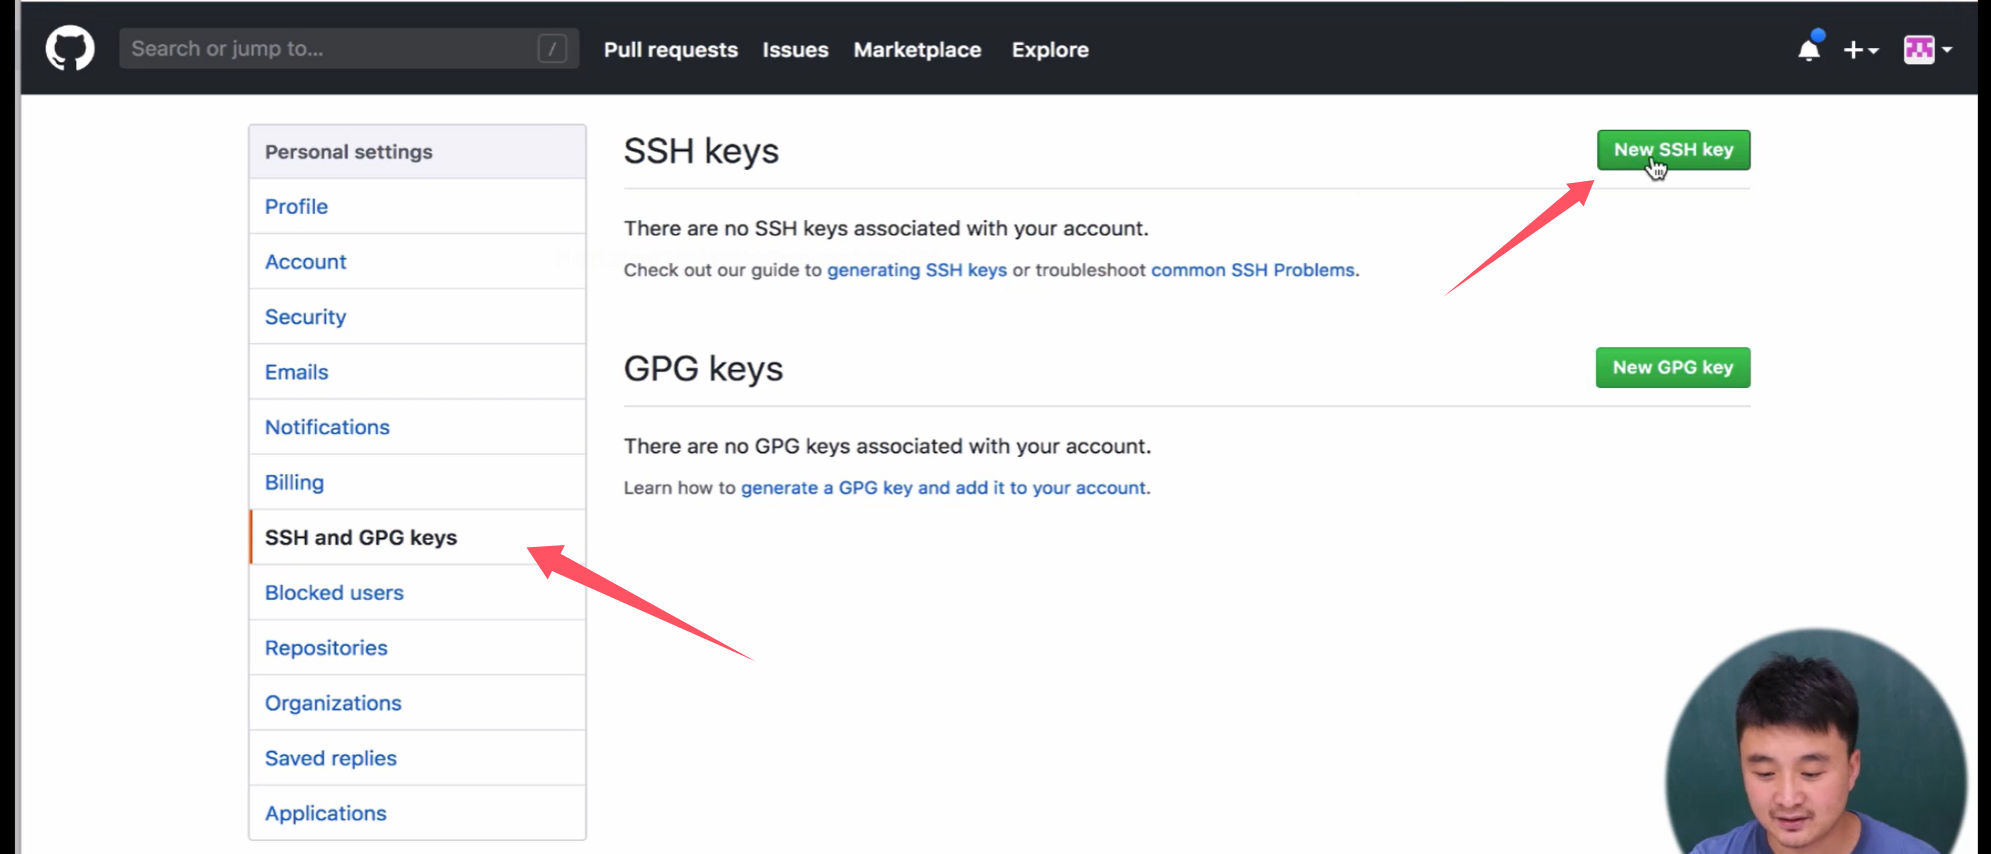 Search or jump to...
/
Pull requests
Issues
Marketplace
Explore
Personal settings
Profile
Account
Security
Emails
Notifications
Billing
SSH and GPG keys
Blocked users
Repositories
Organizations
Saved replies
Applications
SSH keys
New SSH key
There are no SSH keys associated with your account.
Check out our guide to generating SSH keys or troubleshoot common SSH Problems.
GPG keys
New GPG key
There are no GPG keys associated with your account.
Learn how to generate a GPG key and add it to your account.